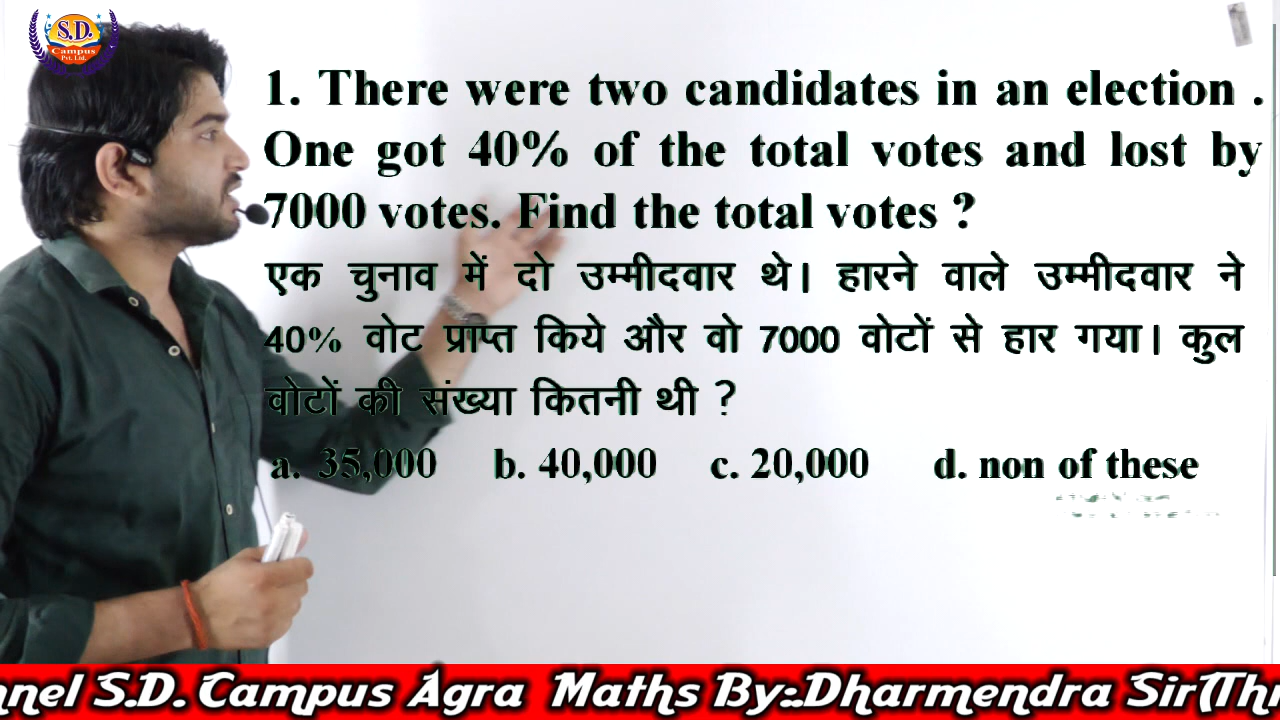 S.D.
Campus
Pvt. Ltd.
1. There were two candidates in an election .
One got 40% of the total votes and lost by
7000 votes. Find the total votes ?
एक चुनाव में दो उम्मीदवार थे। हारने वाले उम्मीदवार ने
40% वोट प्राप्त किये और वो 7000 वोटों से हार गया। कुल
वोटों की संख्या कितनी थी ?
a. 35,000 b. 40,000 c. 20,000 d. non of these
S.D. Campus Agra Maths By:-Dharmendra Sir